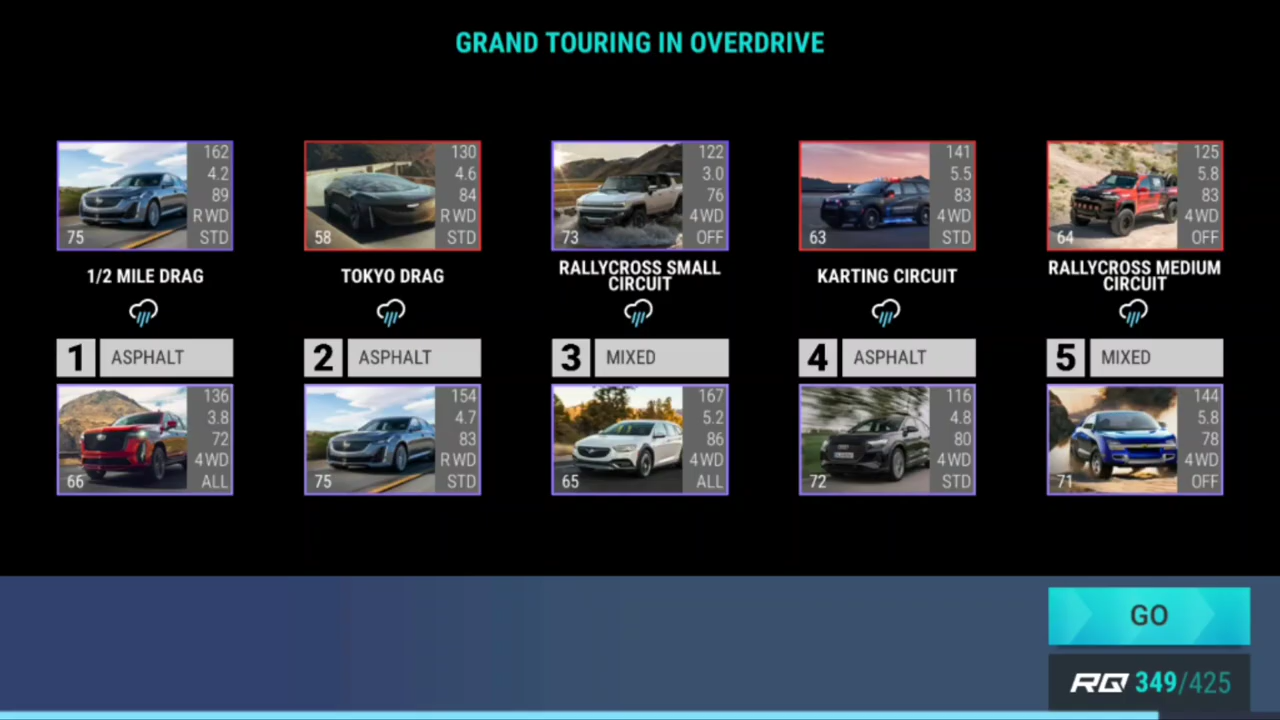 GRAND TOURING IN OVERDRIVE
162
4.2
89
RWD
STD
75
130
4.6
84
RWD
STD
58
122
3.0
76
4WD
OFF
73
141
5.5
83
4WD
STD
63
125
5.8
83
4WD
OFF
64
1/2 MILE DRAG
TOKYO DRAG
RALLYCROSS SMALL
CIRCUIT
KARTING CIRCUIT
RALLYCROSS MEDIUM
CIRCUIT
1 ASPHALT
2 ASPHALT
3 MIXED
4 ASPHALT
5 MIXED
136
3.8
72
4WD
ALL
66
154
4.7
83
RWD
STD
75
167
5.2
86
4WD
ALL
65
116
4.8
80
4WD
STD
72
144
5.8
78
4WD
OFF
71
GO
RQ 349/425